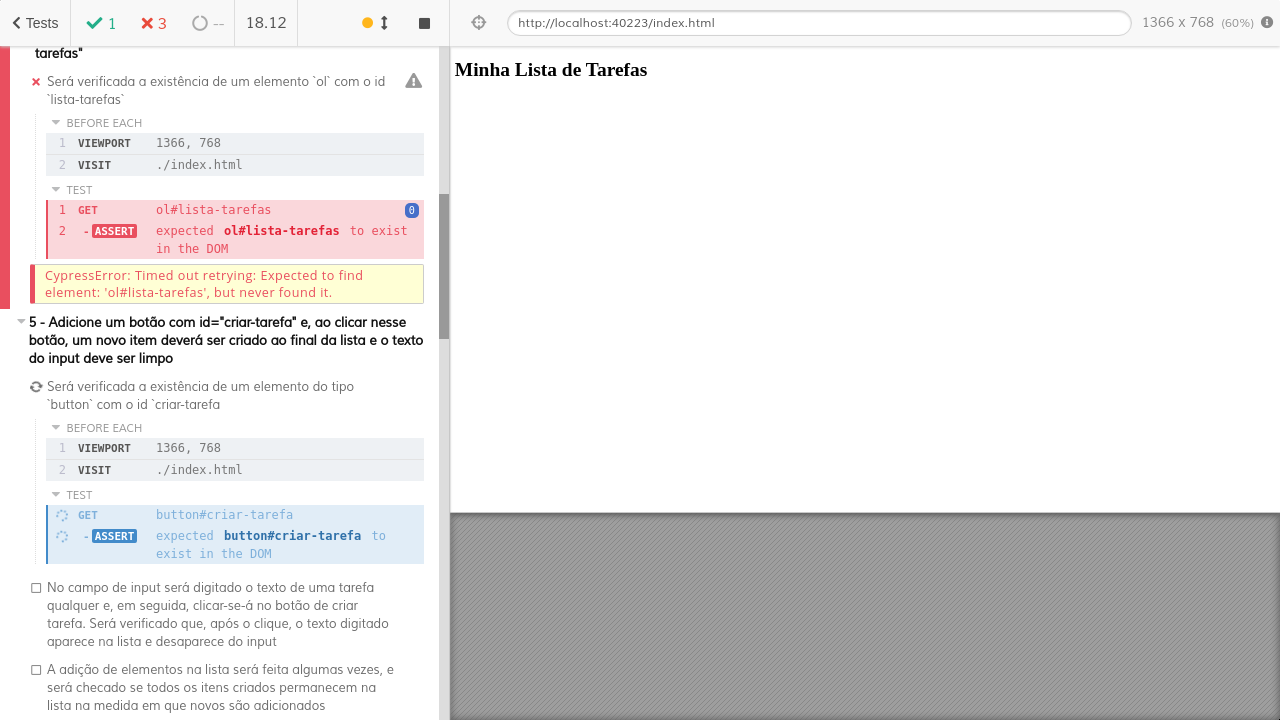 Tests
1
3
--
18.12
http://localhost:40223/index.html
1366 x 768 (60%)
tarefas"
Será verificada a existência de um elemento `ol` com o id
`lista-tarefas`
BEFORE EACH
1 VIEWPORT 1366, 768
2 VISIT ./index.html
TEST
1 GET ol#lista-tarefas 0
2 -ASSERT expected ol#lista-tarefas to exist
in the DOM
CypressError: Timed out retrying: Expected to find
element: 'ol#lista-tarefas', but never found it.
5 - Adicione um botão com id="criar-tarefa" e, ao clicar nesse
botão, um novo item deverá ser criado ao final da lista e o texto
do input deve ser limpo
Será verificada a existência de um elemento do tipo
`button` com o id `criar-tarefa
BEFORE EACH
1 VIEWPORT 1366, 768
2 VISIT ./index.html
TEST
GET button#criar-tarefa
-ASSERT expected button#criar-tarefa to
exist in the DOM
No campo de input será digitado o texto de uma tarefa
qualquer e, em seguida, clicar-se-á no botão de criar
tarefa. Será verificado que, após o clique, o texto digitado
aparece na lista e desaparece do input
A adição de elementos na lista será feita algumas vezes, e
será checado se todos os itens criados permanecem na
lista na medida em que novos são adicionados
Minha Lista de Tarefas